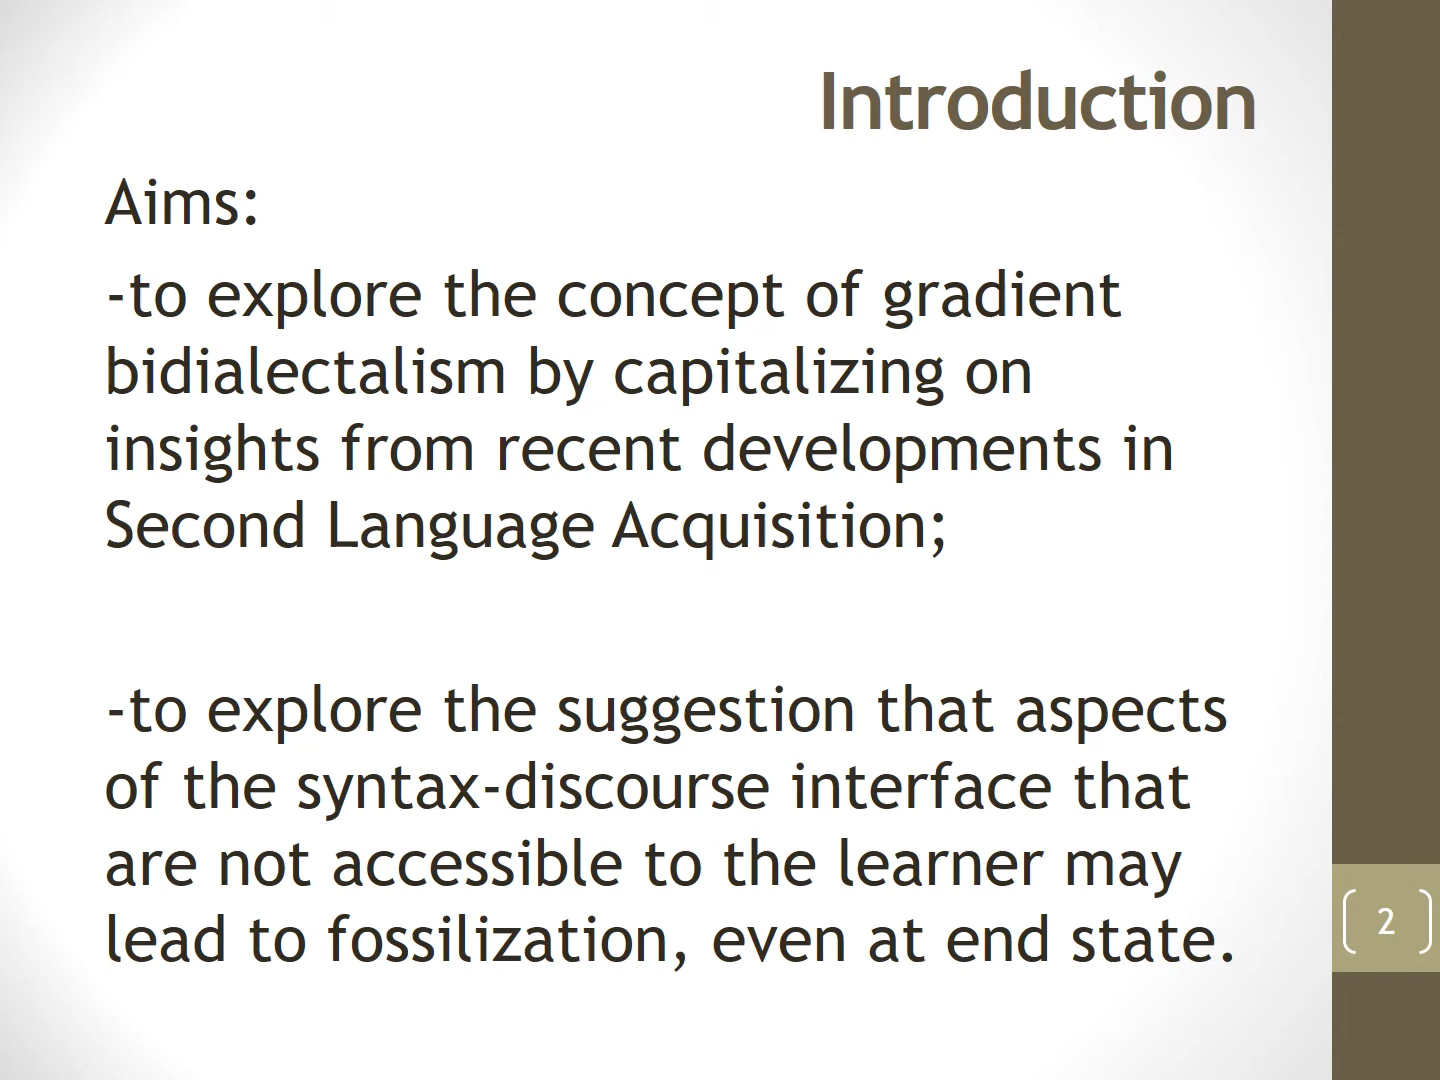 Introduction
Aims:
-to explore the concept of gradient
bidialectalism by capitalizing on
insights from recent developments in
Second Language Acquisition;
-to explore the suggestion that aspects
of the syntax-discourse interface that
are not accessible to the learner may
lead to fossilization, even at end state.
2